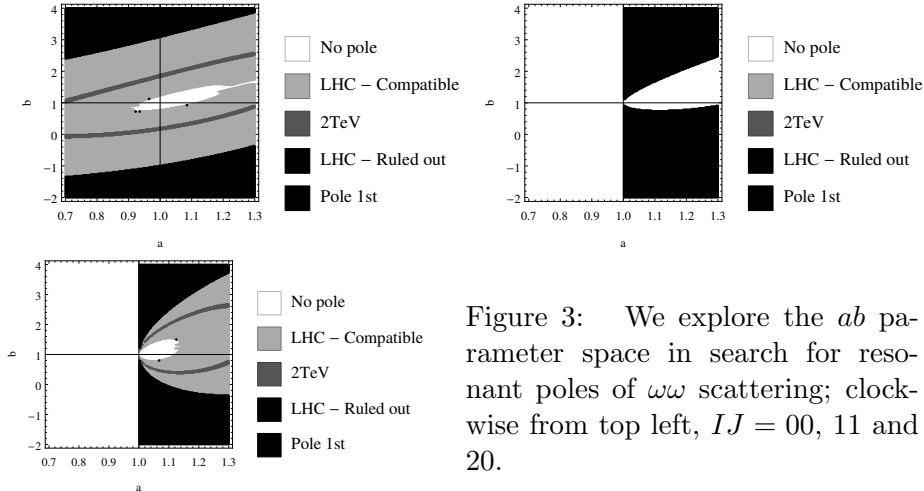 4
3
2
1
0
−1
−2
b
0.7 0.8 0.9 1.0 1.1 1.2 1.3
a
No pole
LHC − Compatible
2TeV
LHC − Ruled out
Pole 1st
4
3
2
1
0
−1
−2
b
0.7 0.8 0.9 1.0 1.1 1.2 1.3
a
No pole
LHC − Compatible
2TeV
LHC − Ruled out
Pole 1st
4
3
2
1
0
−1
−2
b
0.7 0.8 0.9 1.0 1.1 1.2 1.3
a
No pole
LHC − Compatible
2TeV
LHC − Ruled out
Pole 1st
Figure 3: We explore the ab pa-
rameter space in search for reso-
nant poles of ωω scattering; clock-
wise from top left, IJ = 00, 11 and
20.